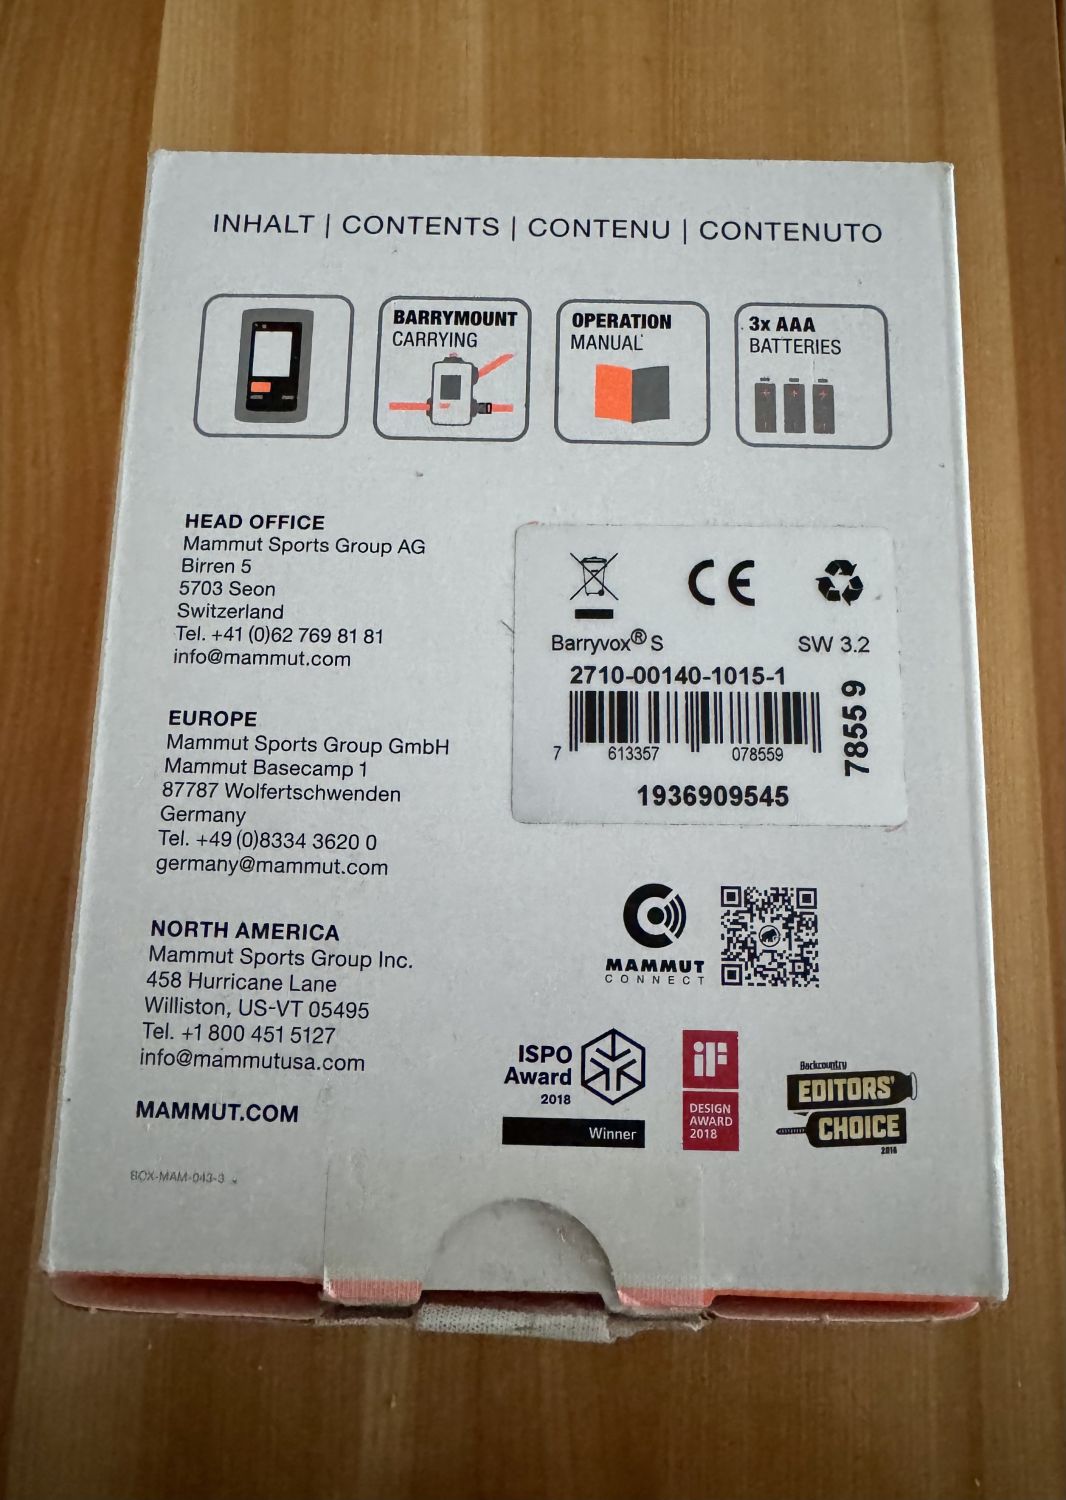 INHALT | CONTENTS | CONTENU | CONTENUTO
BARRYMOUNT
CARRYING
OPERATION
MANUAL
3x AAA
BATTERIES
HEAD OFFICE
Mammut Sports Group AG
Birren 5
5703 Seon
Switzerland
Tel. +41 (0)62 769 81 81
info@mammut.com
EUROPE
Mammut Sports Group GmbH
Mammut Basecamp 1
87787 Wolfertschwenden
Germany
Tel. +49 (0)8334 3620 0
germany@mammut.com
NORTH AMERICA
Mammut Sports Group Inc.
458 Hurricane Lane
Williston, US-VT 05495
Tel. +1 800 451 5127
info@mammutusa.com
MAMMUT.COM
BOX-MAM-043-3
CE
Barryvox® S SW 3.2
2710-00140-1015-1
7 613357 078559
7855 9
1936909545
MAMMUT
CONNECT
ISPO
Award
2018
Winner
iF
DESIGN
AWARD
2018
Backcountry
EDITORS'
CHOICE